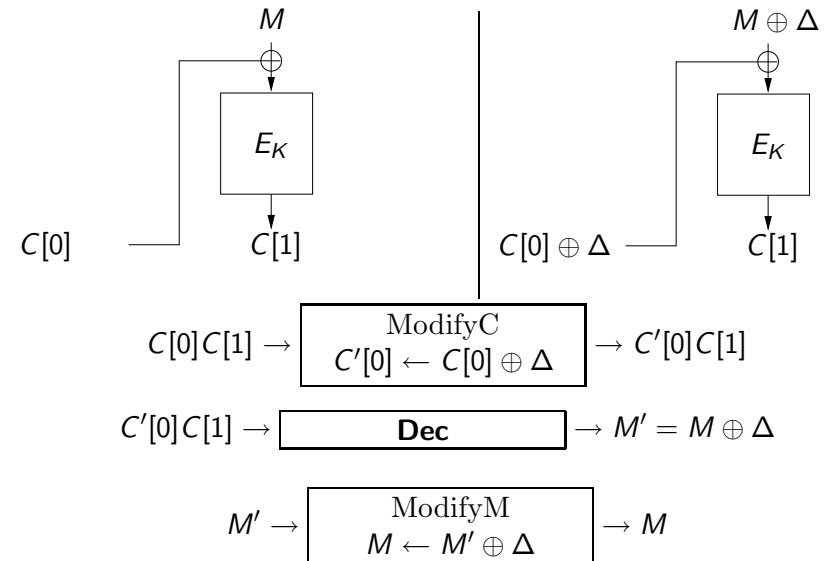 M
M ⊕ Δ
E_K
E_K
C[0]
C[1]
C[0] ⊕ Δ
C[1]
C[0]C[1] →
ModifyC
C′[0] ← C[0] ⊕ Δ
→ C′[0]C[1]
C′[0]C[1] →
Dec
→ M′ = M ⊕ Δ
M′ →
ModifyM
M ← M′ ⊕ Δ
→ M